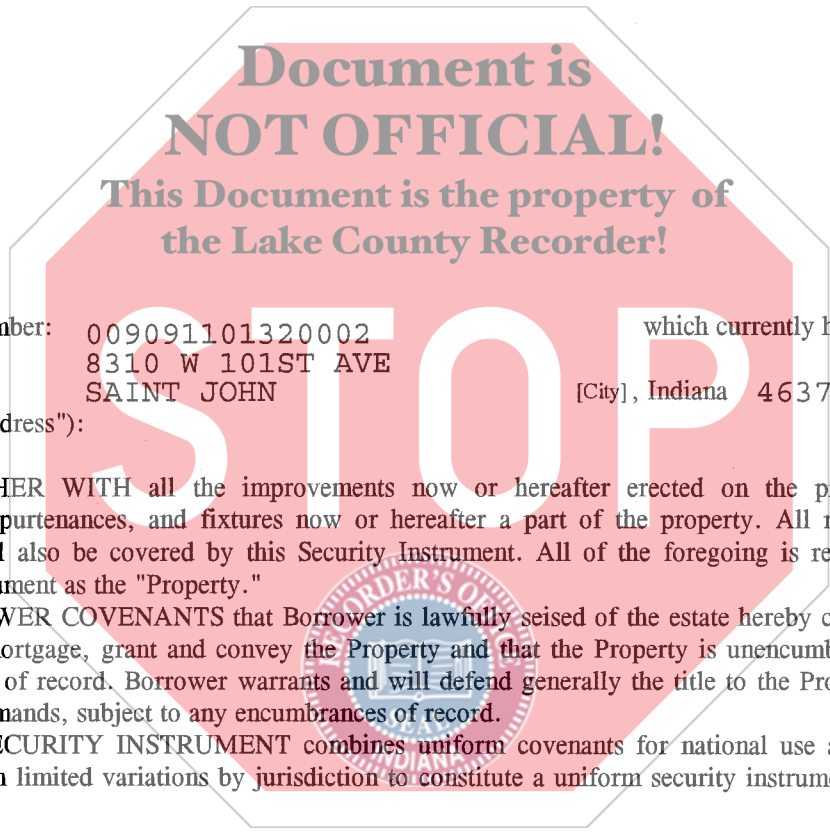 Document is
NOT OFFICIAL!
This Document is the property of
the Lake County Recorder!
STOP
mber: 009091101320002 which currently h
8310 W 101ST AVE
SAINT JOHN [City], Indiana 4637
dress"):
HER WITH all the improvements now or hereafter erected on the p
purtenances, and fixtures now or hereafter a part of the property. All
l also be covered by this Security Instrument. All of the foregoing is re
ument as the "Property."
WER COVENANTS that Borrower is lawfully seised of the estate hereby c
ortgage, grant and convey the Property and that the Property is unencumb
of record. Borrower warrants and will defend generally the title to the Pro
mands, subject to any encumbrances of record.
ECURITY INSTRUMENT combines uniform covenants for national use a
limited variations by jurisdiction to constitute a uniform security instrume
RECORDER'S OFFICE
SEAL
INDIANA